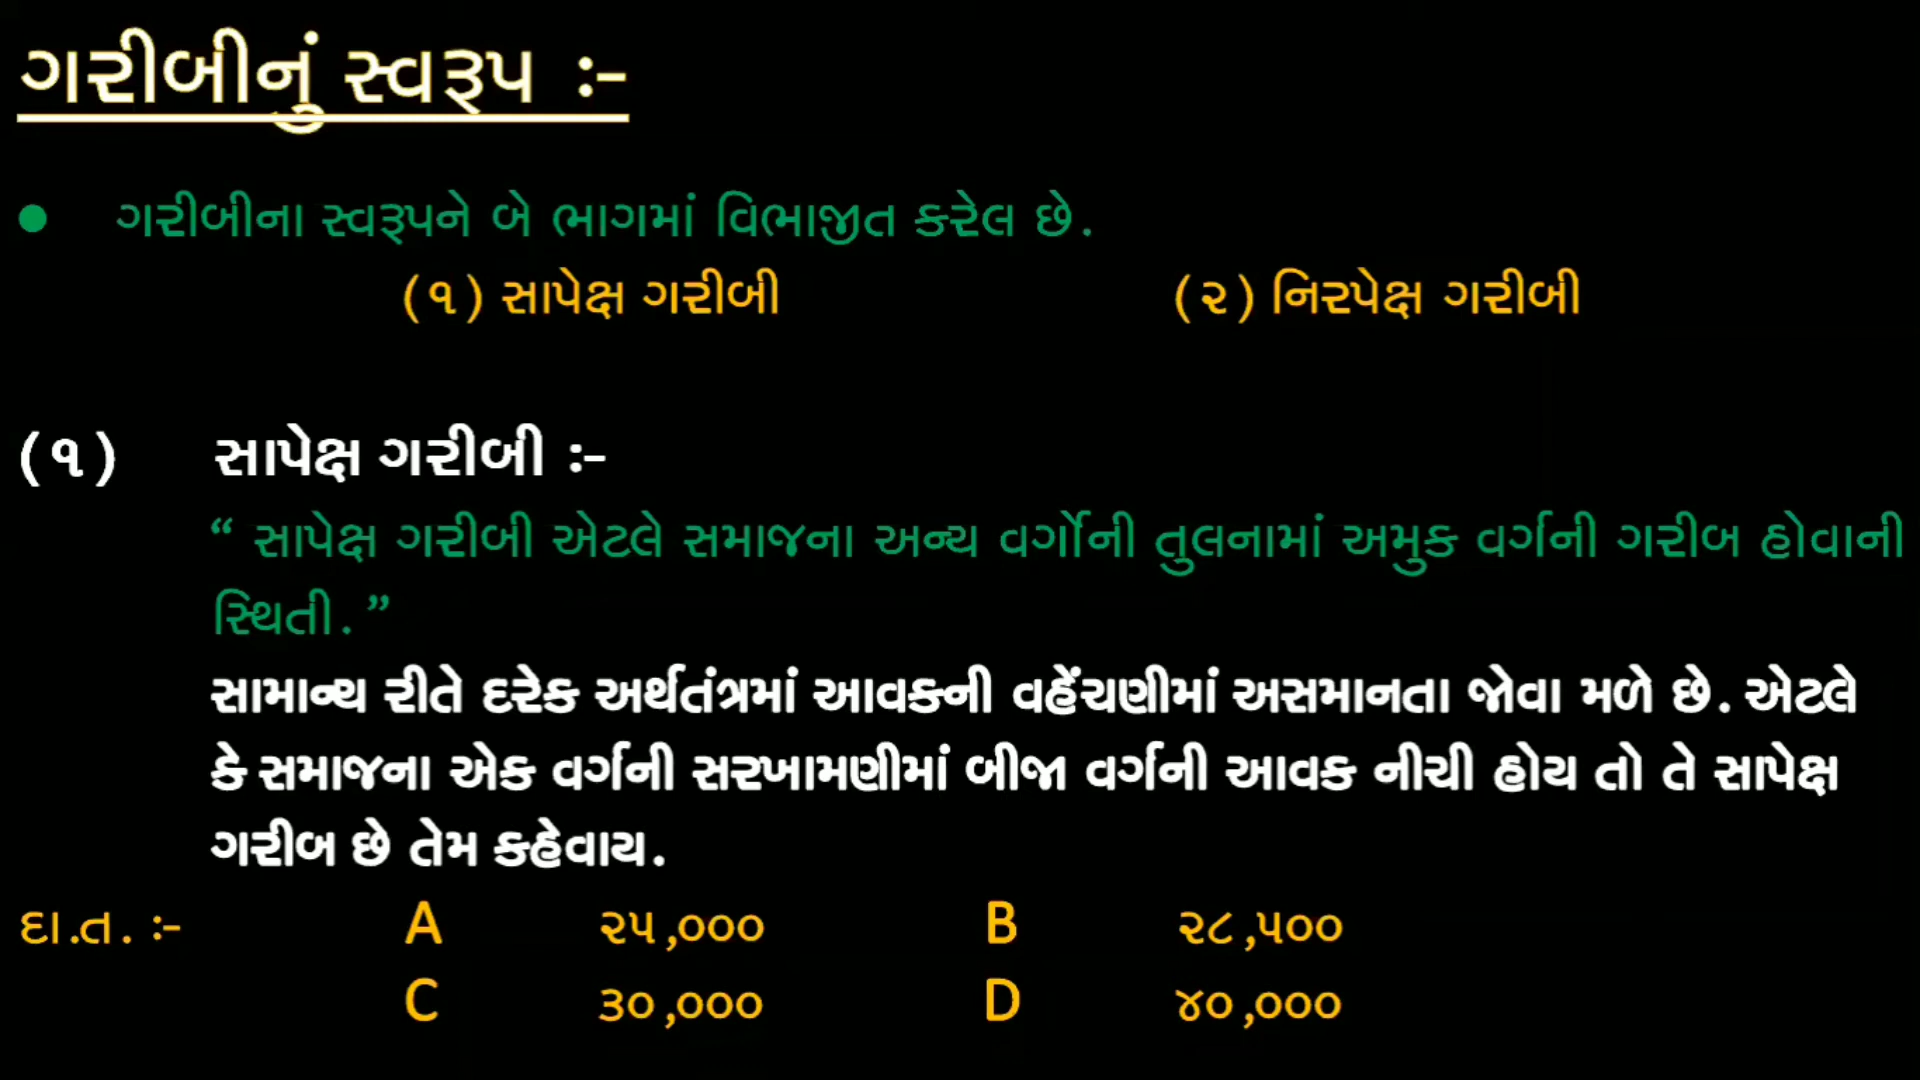 ગરીબીનું સ્વરૂપ :-
● ગરીબીના સ્વરૂપને બે ભાગમાં વિભાજીત કરેલ છે.
(૧) સાપેક્ષ ગરીબી (૨) નિરપેક્ષ ગરીબી
(૧) સાપેક્ષ ગરીબી :-
“ સાપેક્ષ ગરીબી એટલે સમાજના અન્ય વર્ગોની તુલનામાં અમુક વર્ગની ગરીબ હોવાની
સ્થિતી.”
સામાન્ય રીતે દરેક અર્થતંત્રમાં આવકની વહેંચણીમાં અસમાનતા જોવા મળે છે. એટલે
કે સમાજના એક વર્ગની સરખામણીમાં બીજા વર્ગની આવક નીચી હોય તો તે સાપેક્ષ
ગરીબ છે તેમ કહેવાય.
દા.ત. :- A ૨૫,૦૦૦ B ૨૮,૫૦૦
C ૩૦,૦૦૦ D ૪૦,૦૦૦